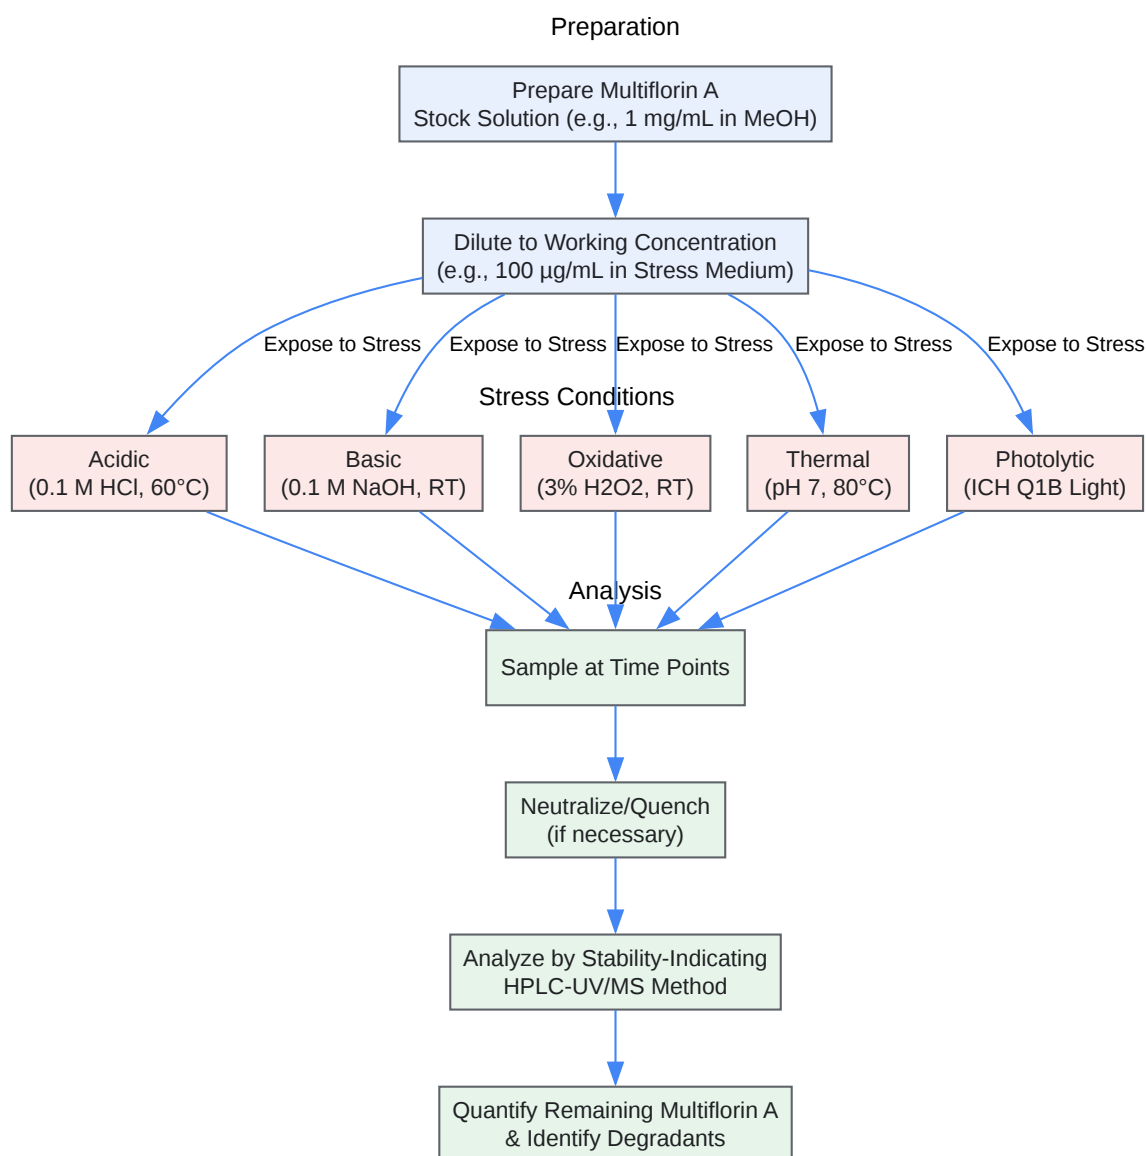 Preparation
Prepare Multiflorin A
Stock Solution (e.g., 1 mg/mL in MeOH)
Dilute to Working Concentration
(e.g., 100 µg/mL in Stress Medium)
Expose to Stress
Expose to Stress
Expose to Stress
Expose to Stress
Expose to Stress
Stress Conditions
Acidic
(0.1 M HCl, 60°C)
Basic
(0.1 M NaOH, RT)
Oxidative
(3% H2O2, RT)
Thermal
(pH 7, 80°C)
Photolytic
(ICH Q1B Light)
Analysis
Sample at Time Points
Neutralize/Quench
(if necessary)
Analyze by Stability-Indicating
HPLC-UV/MS Method
Quantify Remaining Multiflorin A
& Identify Degradants